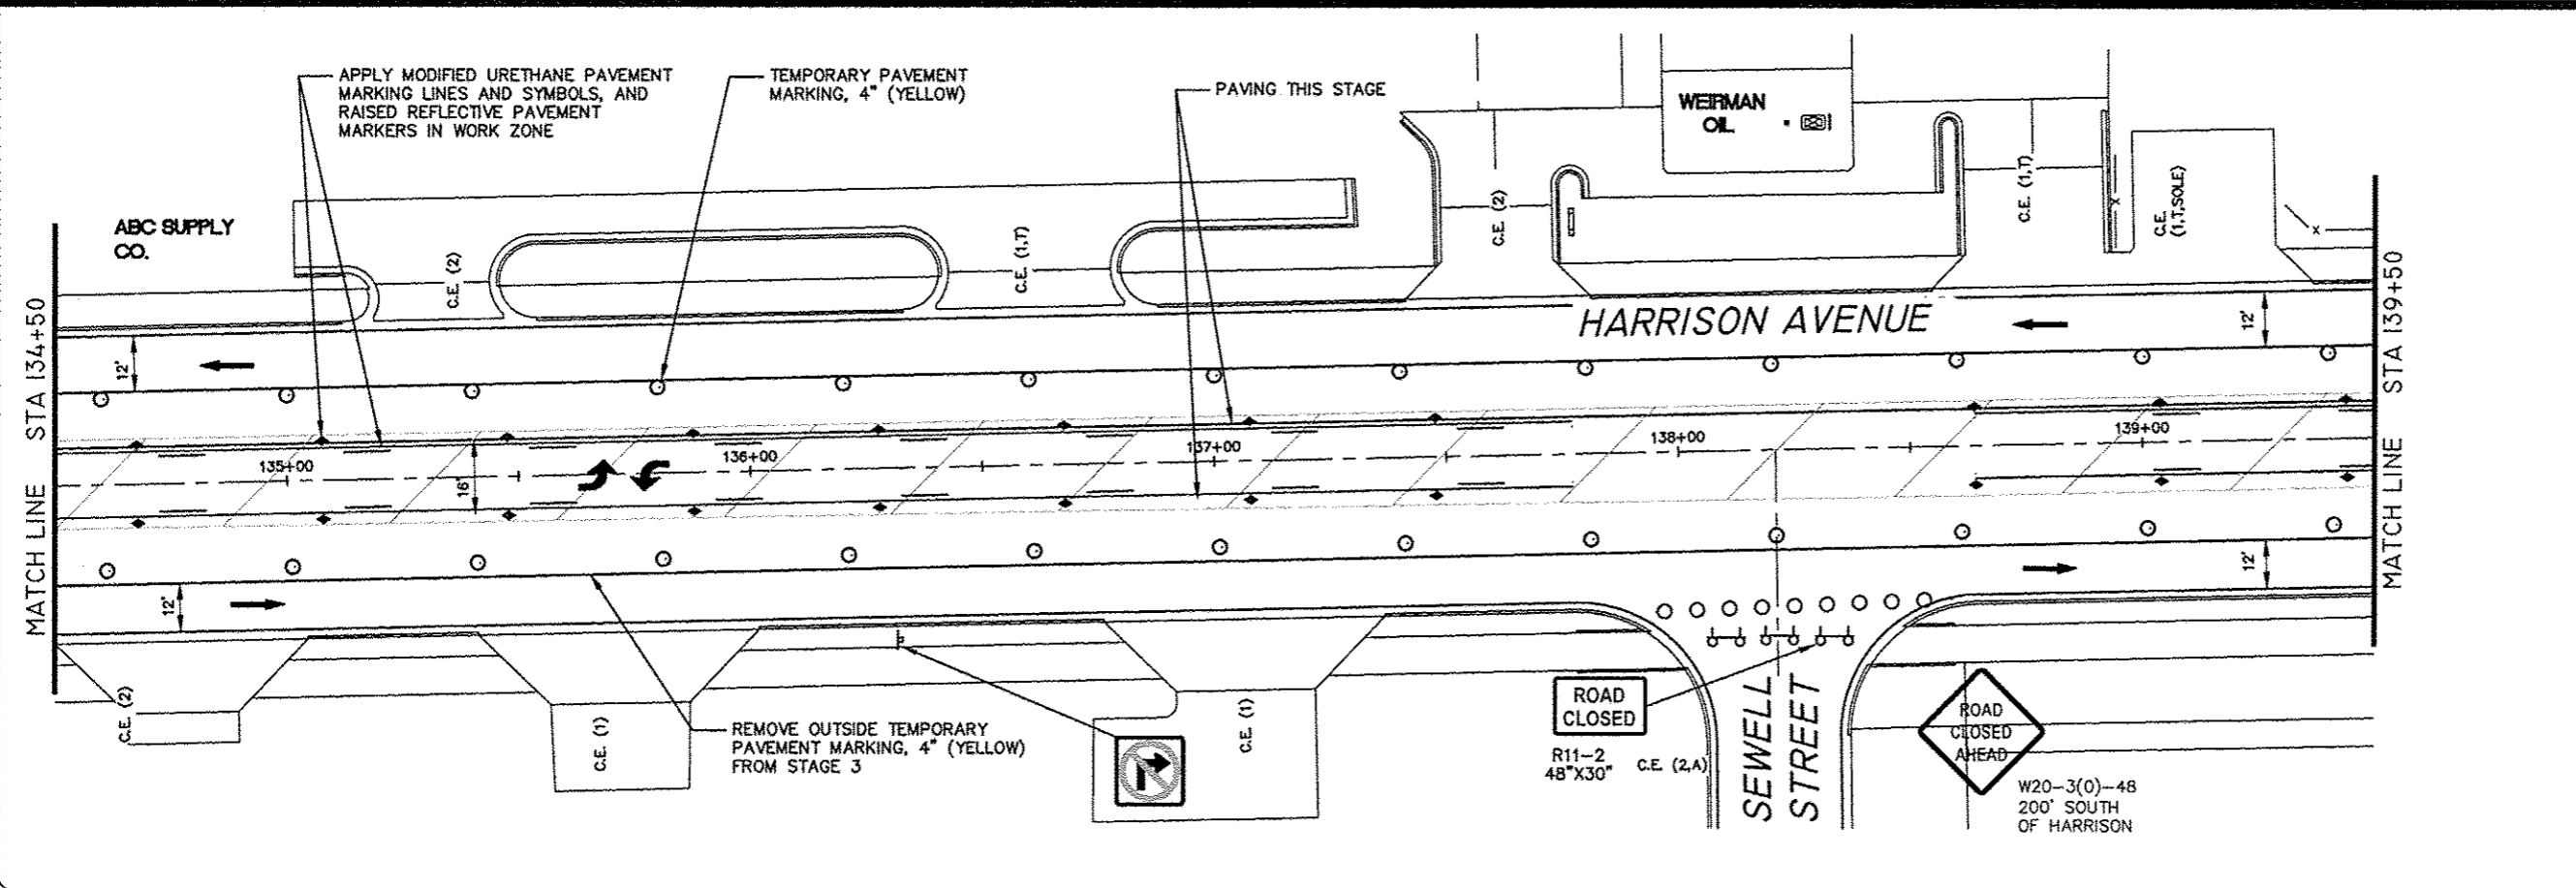 APPLY MODIFIED URETHANE PAVEMENT
MARKING LINES AND SYMBOLS, AND
RAISED REFLECTIVE PAVEMENT
MARKERS IN WORK ZONE
TEMPORARY PAVEMENT
MARKING, 4" (YELLOW)
PAVING THIS STAGE
WEIRMAN
OIL
ABC SUPPLY
CO.
C.E. (2)
C.E. (1,T)
C.E. (2)
C.E. (1,T)
C.E.
(1,T,SOLE)
HARRISON AVENUE
12'
12'
MATCH LINE STA 134+50
MATCH LINE STA 139+50
135+00
136+00
137+00
138+00
139+00
16'
12'
12'
C.E. (2)
C.E. (1)
C.E. (1)
REMOVE OUTSIDE TEMPORARY
PAVEMENT MARKING, 4" (YELLOW)
FROM STAGE 3
ROAD
CLOSED
R11-2
48"X30"
C.E. (2,A)
SEWELL
STREET
ROAD
CLOSED
AHEAD
W20-3(O)-48
200' SOUTH
OF HARRISON